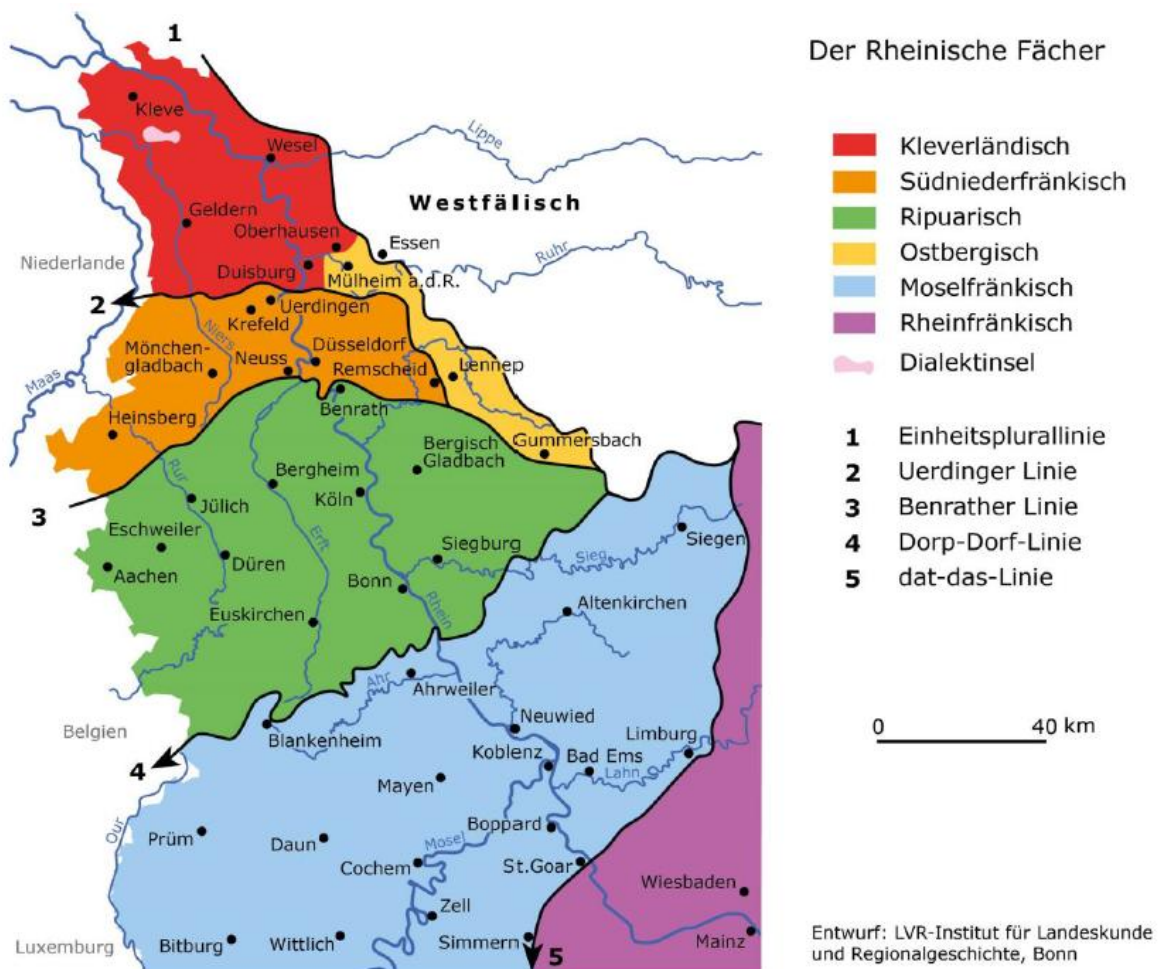 1
Der Rheinische Fächer
Kleve
Wesel
Lippe
Kleverländisch
Südniederfränkisch
Ripuarisch
Ostbergisch
Moselfränkisch
Rheinfränkisch
Dialektinsel
Westfälisch
Geldern
Oberhausen
Essen
Ruhr
Niederlande
Duisburg
Mülheim a.d.R.
2
Uerdingen
Krefeld
Niers
Mönchen-
gladbach
Neuss
Düsseldorf
Remscheid
Lennep
Maas
Benrath
Heinsberg
Gummersbach
Bergisch
Gladbach
Rur
Bergheim
Köln
Jülich
3
Eschweiler
Erft
Siegburg
Sieg
Siegen
Aachen
Düren
Bonn
Rhein
Euskirchen
Altenkirchen
1 Einheitsplurallinie
2 Uerdinger Linie
3 Benrather Linie
4 Dorp-Dorf-Linie
5 dat-das-Linie
Ahr
Ahrweiler
Belgien
Blankenheim
Neuwied
Koblenz
Bad Ems
Limburg
Lahn
0 40 km
4
Mayen
Our
Prüm
Daun
Mosel
Boppard
Cochem
St.Goar
Wiesbaden
Zell
Luxemburg
Bitburg
Wittlich
Simmern
5
Mainz
Entwurf: LVR-Institut für Landeskunde
und Regionalgeschichte, Bonn